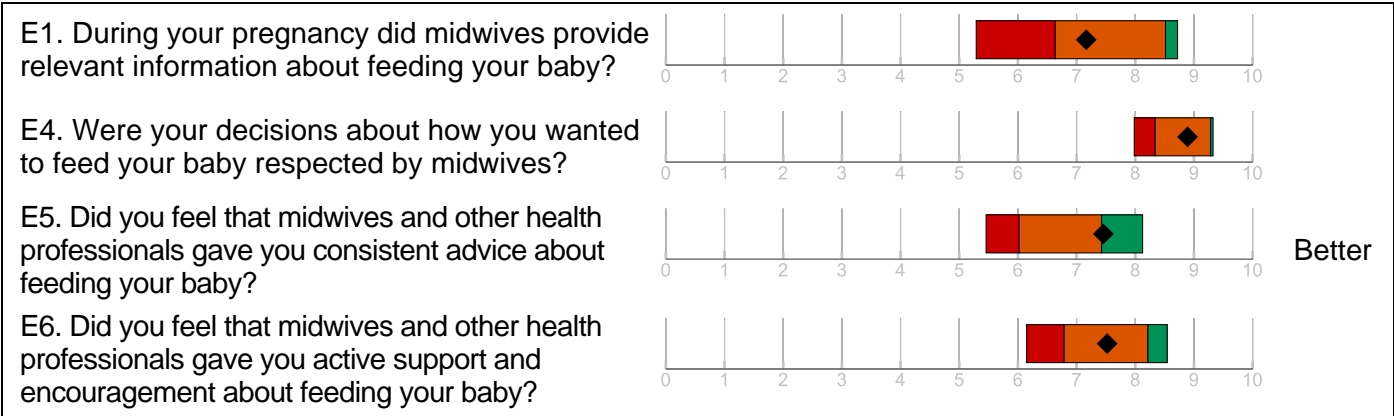 E1. During your pregnancy did midwives provide
relevant information about feeding your baby?
0 1 2 3 4 5 6 7 8 9 10
E4. Were your decisions about how you wanted
to feed your baby respected by midwives?
0 1 2 3 4 5 6 7 8 9 10
E5. Did you feel that midwives and other health
professionals gave you consistent advice about
feeding your baby?
0 1 2 3 4 5 6 7 8 9 10
Better
E6. Did you feel that midwives and other health
professionals gave you active support and
encouragement about feeding your baby?
0 1 2 3 4 5 6 7 8 9 10